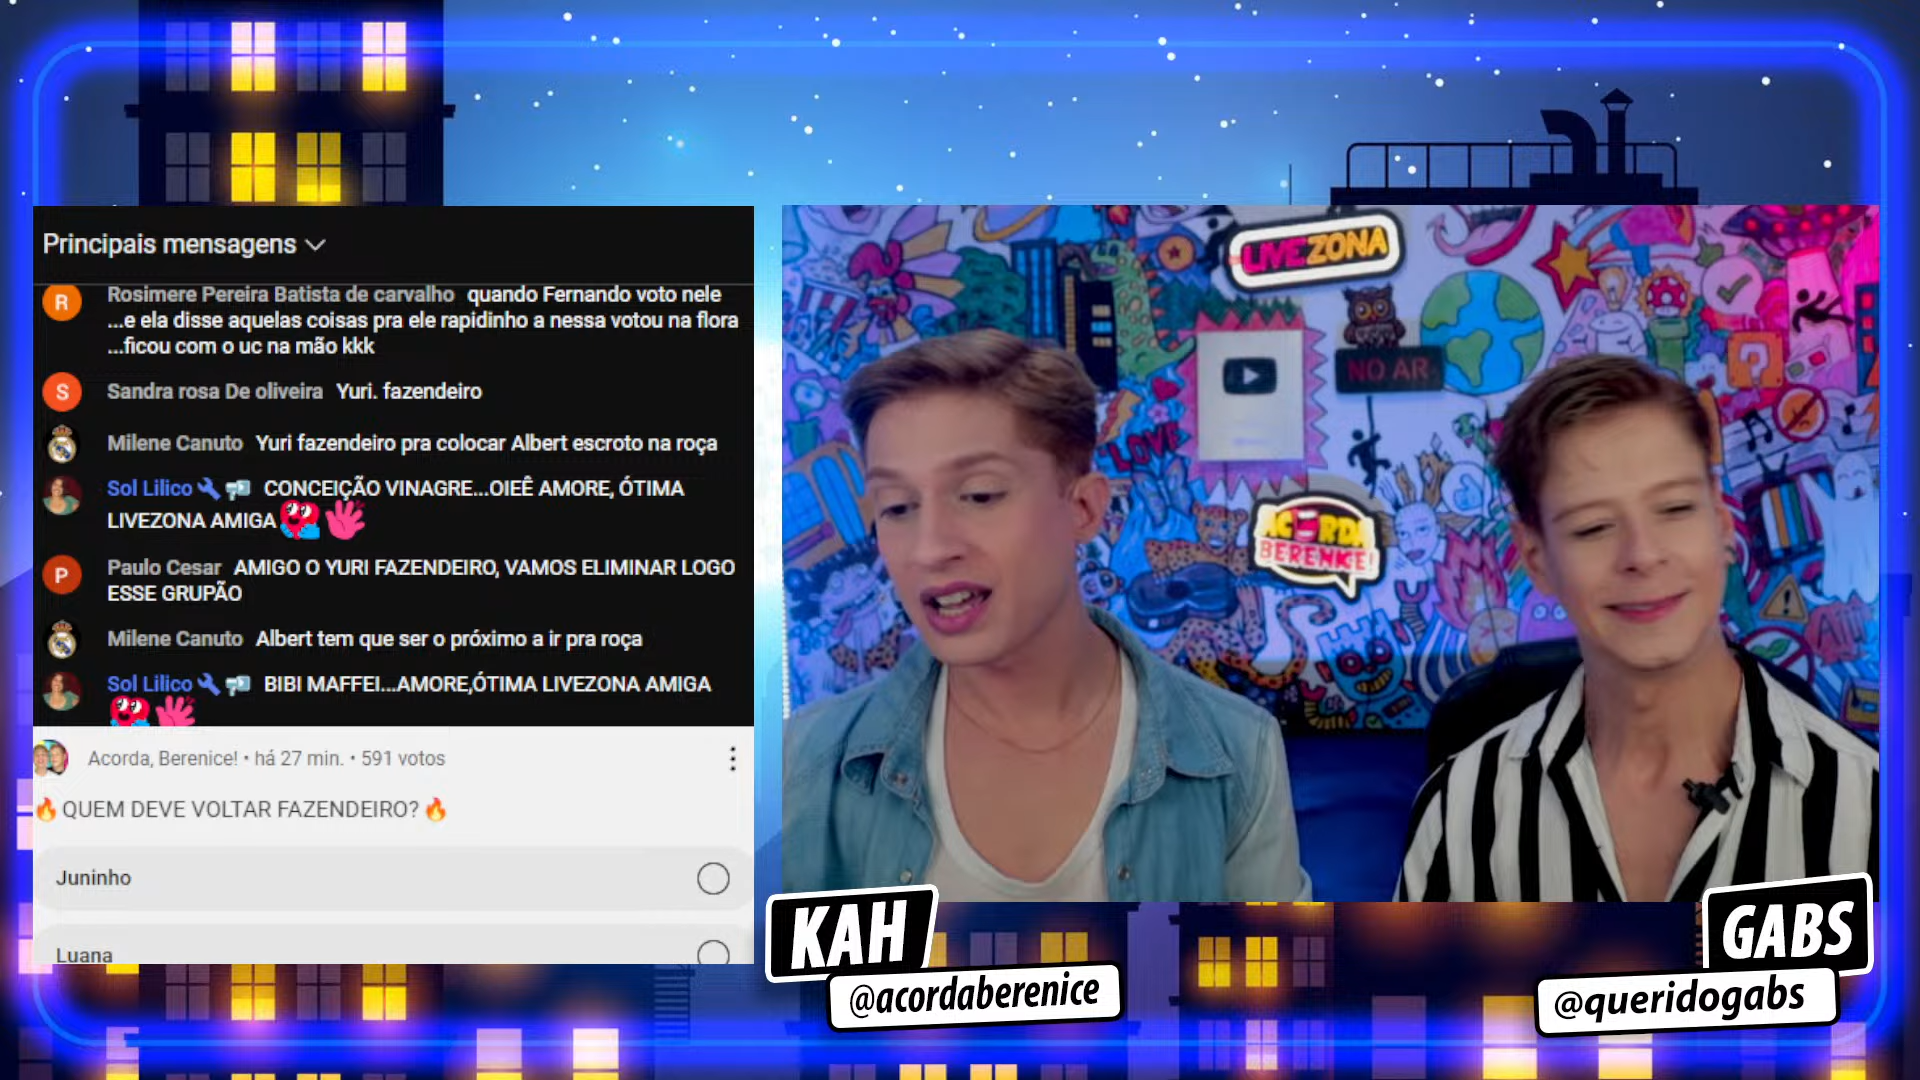 Principais mensagens
Rosimere Pereira Batista de carvalho quando Fernando voto nele
...e ela disse aquelas coisas pra ele rapidinho a nessa votou na flora
...ficou com o uc na mão kkk
Sandra rosa De oliveira Yuri. fazendeiro
Milene Canuto Yuri fazendeiro pra colocar Albert escroto na roça
Sol Lilico CONCEIÇÃO VINAGRE...OIEÊ AMORE, ÓTIMA
LIVEZONA AMIGA
Paulo Cesar AMIGO O YURI FAZENDEIRO, VAMOS ELIMINAR LOGO
ESSE GRUPÃO
Milene Canuto Albert tem que ser o próximo a ir pra roça
Sol Lilico BIBI MAFFEI...AMORE,ÓTIMA LIVEZONA AMIGA
Acorda, Berenice! • há 27 min. • 591 votos
🔥 QUEM DEVE VOLTAR FAZENDEIRO? 🔥
Juninho
Luana
R
S
P
LIVEZONA
NO AR
LOVE
ACORDA
BERENICE!
KAH
@acordaberenice
GABS
@queridogabs